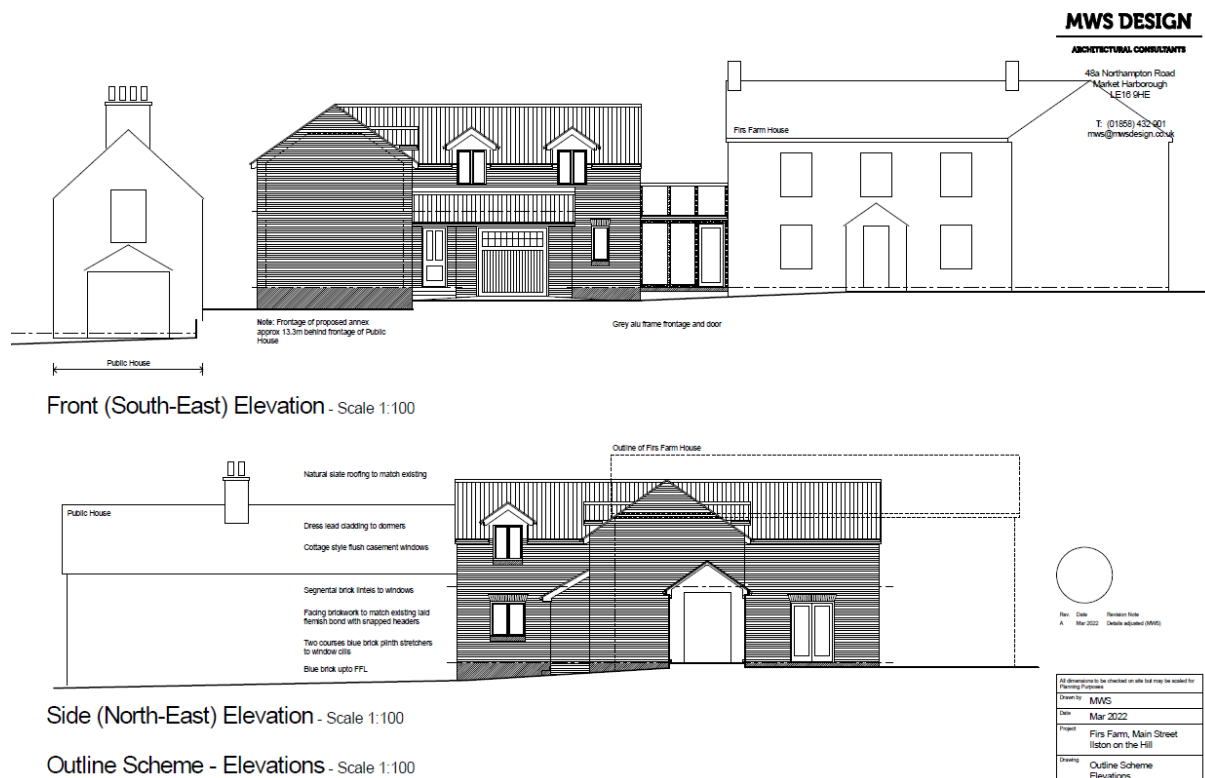 MWS DESIGN
ARCHITECTURAL CONSULTANTS
48a Northampton Road
Market Harborough
LE16 9HE
T: (01858) 432 901
mws@mwsdesign.co.uk
Firs Farm House
Note: Frontage of proposed annex
approx 13.3m behind frontage of Public
House
Grey alu frame frontage and door
Public House
Front (South-East) Elevation - Scale 1:100
Outline of Firs Farm House
Natural slate roofing to match existing
Public House
Dress lead cladding to dormers
Cottage style flush casement windows
Segnental brick lintels to windows
Facing brickwork to match existing laid
flemish bond with snapped headers
Two courses blue brick plinth stretchers
to window cills
Blue brick upto FFL
Rev. Date Revision Note
A Mar 2022 Details adjusted (MWS)
Side (North-East) Elevation - Scale 1:100
Outline Scheme - Elevations - Scale 1:100
All dimensions to be checked on site but may be scaled for
Planning Purposes
Drawn by MWS
Date Mar 2022
Project Firs Farm, Main Street
Ilston on the Hill
Drawing Outline Scheme
Elevations